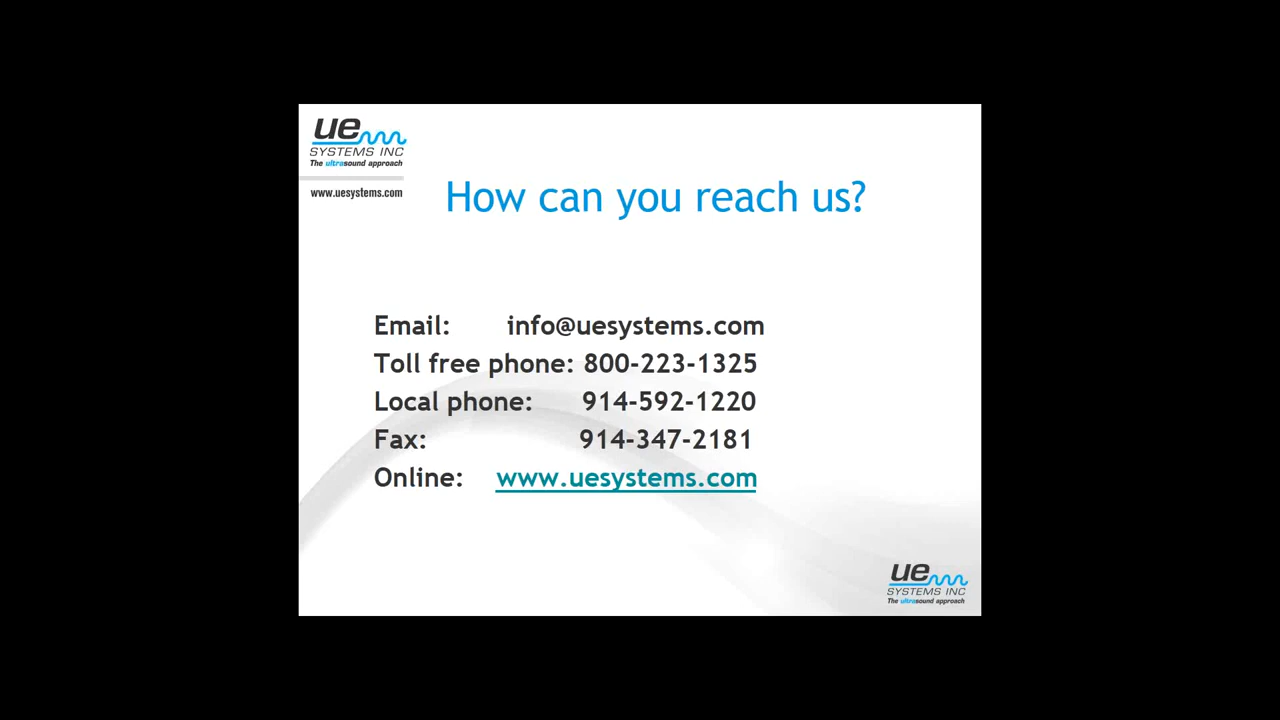 ue
SYSTEMS INC
The ultrasound approach
www.uesystems.com
How can you reach us?
Email: info@uesystems.com
Toll free phone: 800-223-1325
Local phone: 914-592-1220
Fax: 914-347-2181
Online: www.uesystems.com
ue
SYSTEMS INC
The ultrasound approach